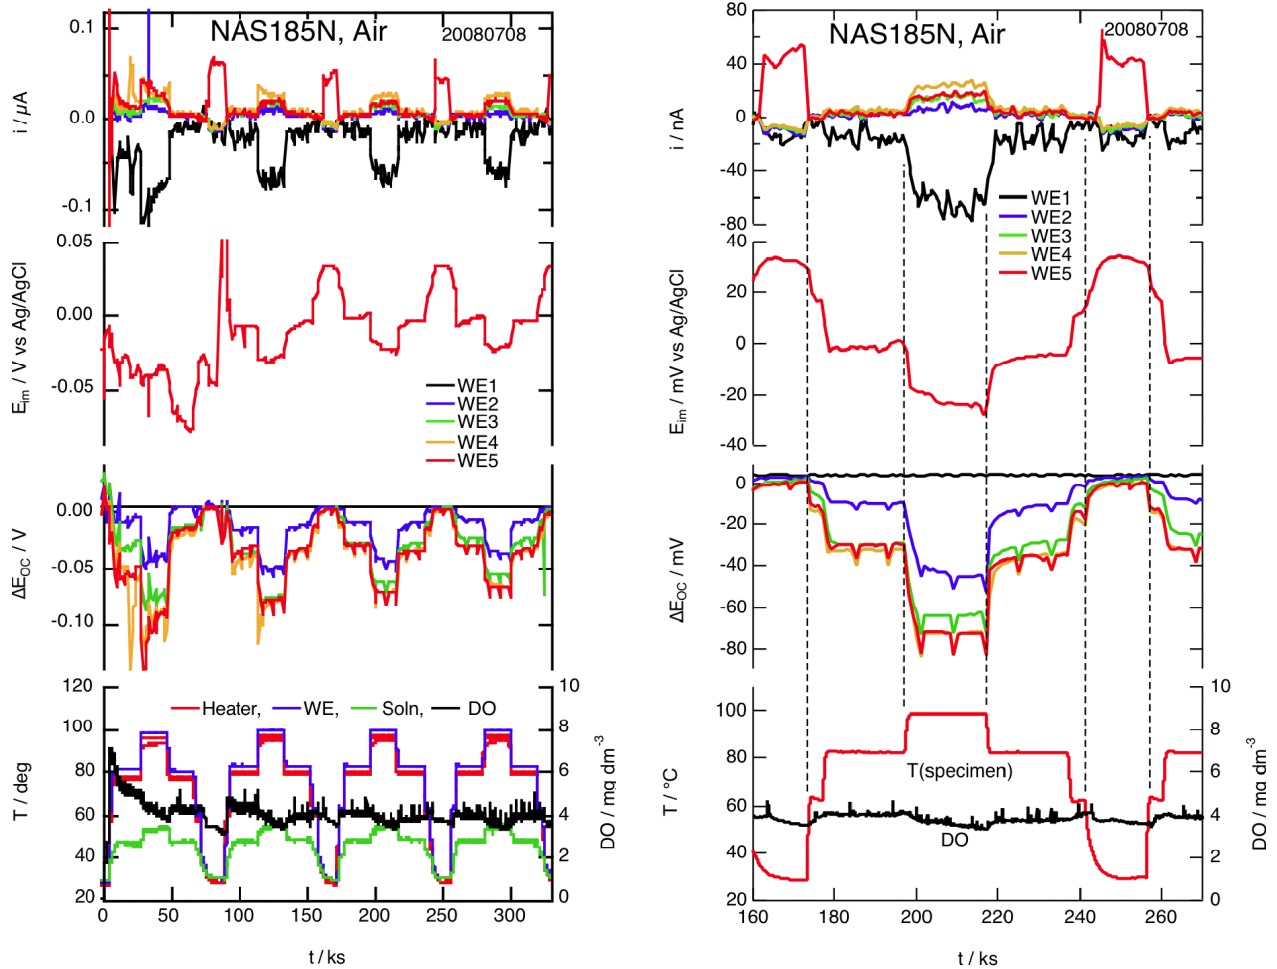 NAS185N, Air 20080708
0.1
0.0
-0.1
i / µA
0.05
0.00
-0.05
E_im / V vs Ag/AgCl
WE1
WE2
WE3
WE4
WE5
0.00
-0.05
-0.10
ΔE_OC / V
120
100
80
60
40
20
T / deg
Heater, WE, Soln, DO
10
8
6
4
2
0
DO / mg dm⁻³
0 50 100 150 200 250 300
t / ks
NAS185N, Air 20080708
80
40
0
-40
-80
i / nA
WE1
WE2
WE3
WE4
WE5
40
20
0
-20
-40
E_im / mV vs Ag/AgCl
0
-20
-40
-60
-80
ΔE_OC / mV
100
80
60
40
20
T / °C
T(specimen)
DO
10
8
6
4
2
0
DO / mg dm⁻³
160 180 200 220 240 260
t / ks